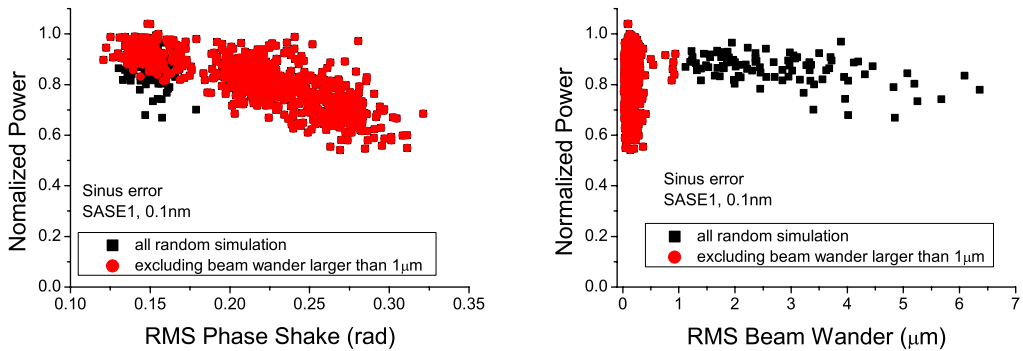 Nomalized Power
1.0
0.8
0.6
0.4
0.2
0.0
Sinus error
SASE1, 0.1nm
all random simulation
excluding beam wander larger than 1μm
0.10 0.15 0.20 0.25 0.30 0.35
RMS Phase Shake (rad)
Normalized Power
1.0
0.8
0.6
0.4
0.2
0.0
Sinus error
SASE1, 0.1nm
all random simulation
excluding beam wander larger than 1μm
0 1 2 3 4 5 6 7
RMS Beam Wander (μm)